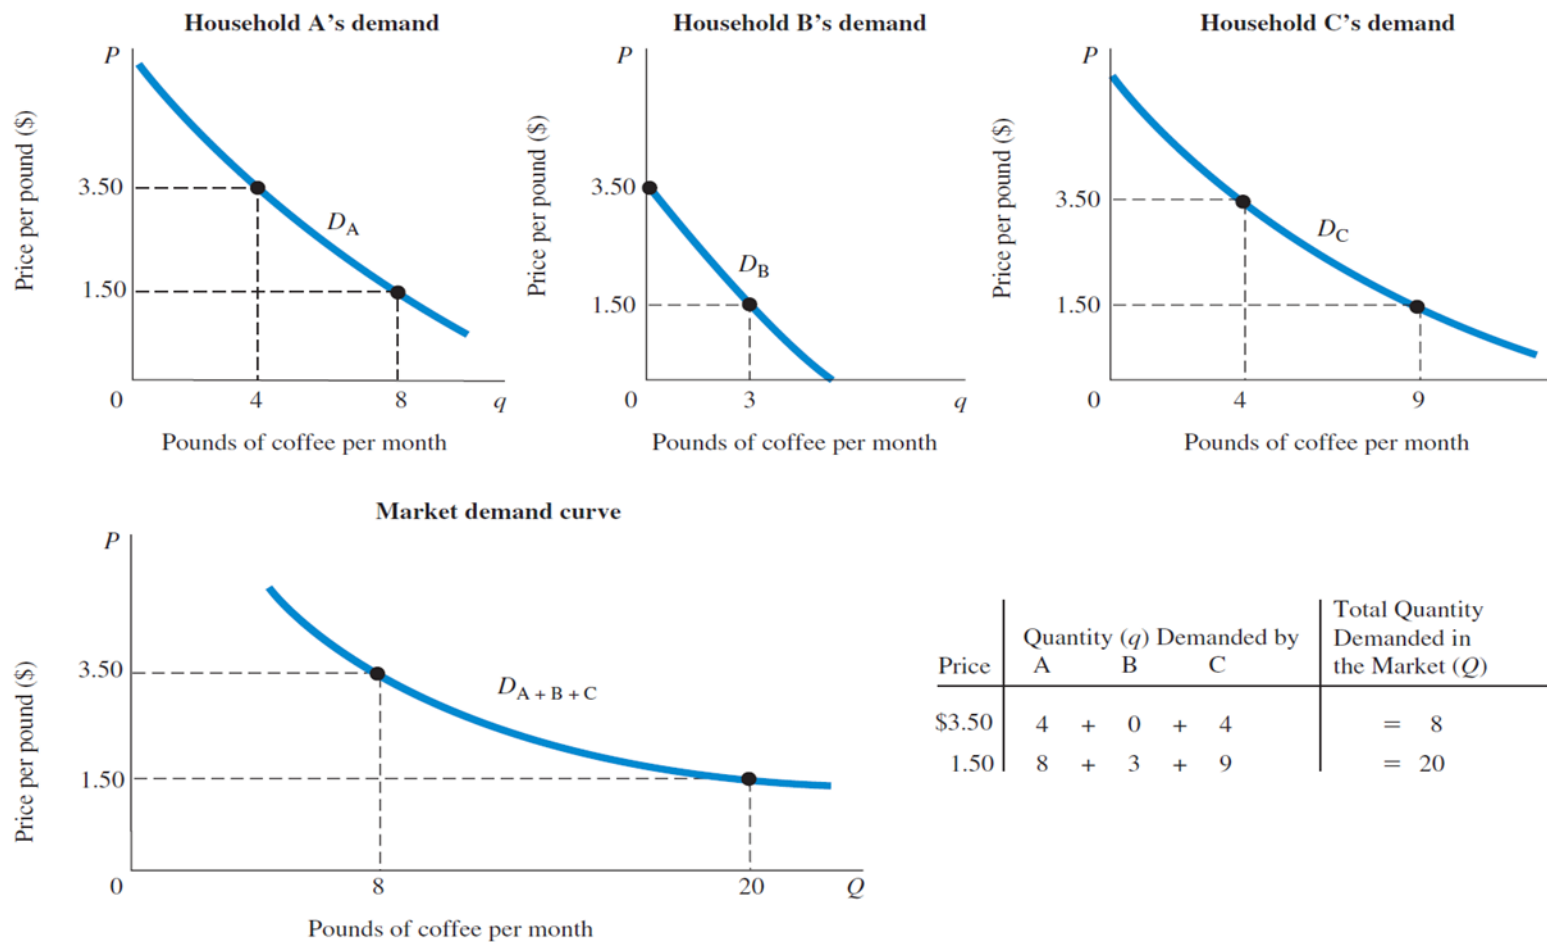 Household A's demand
P
Price per pound ($)
3.50
1.50
D_A
0
4
8
q
Pounds of coffee per month
Household B's demand
P
Price per pound ($)
3.50
1.50
D_B
0
3
q
Pounds of coffee per month
Household C's demand
P
Price per pound ($)
3.50
1.50
D_C
0
4
9
Pounds of coffee per month
Market demand curve
P
Price per pound ($)
3.50
1.50
D_A + B + C
0
8
20
Q
Pounds of coffee per month
Total Quantity
Quantity (q) Demanded by Demanded in
Price A B C the Market (Q)
$3.50 4 + 0 + 4 = 8
1.50 8 + 3 + 9 = 20